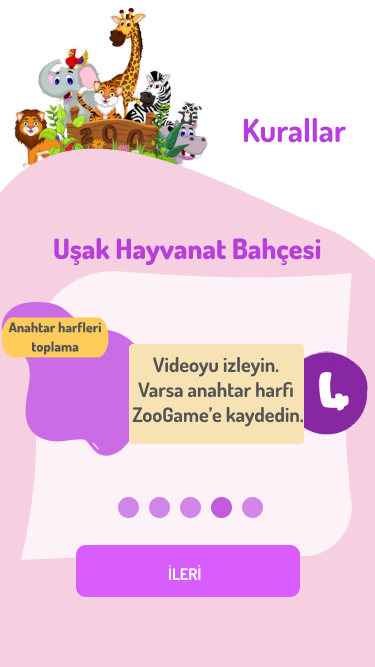 ZOO
Kurallar
Uşak Hayvanat Bahçesi
Anahtar harfleri
toplama
Videoyu izleyin.
Varsa anahtar harfi
ZooGame’e kaydedin.
4
İLERİ